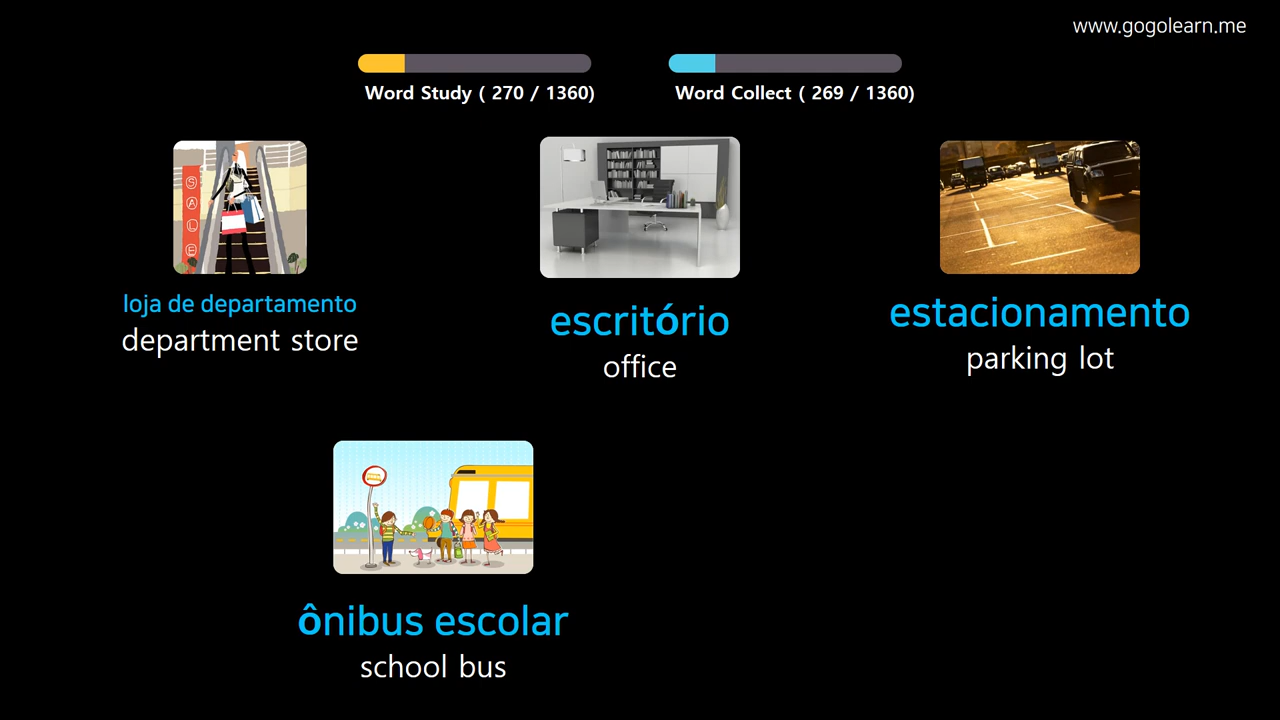 www.gogolearn.me
Word Study ( 270 / 1360)
Word Collect ( 269 / 1360)
SALE
loja de departamento
department store
escritório
office
estacionamento
parking lot
ônibus escolar
school bus